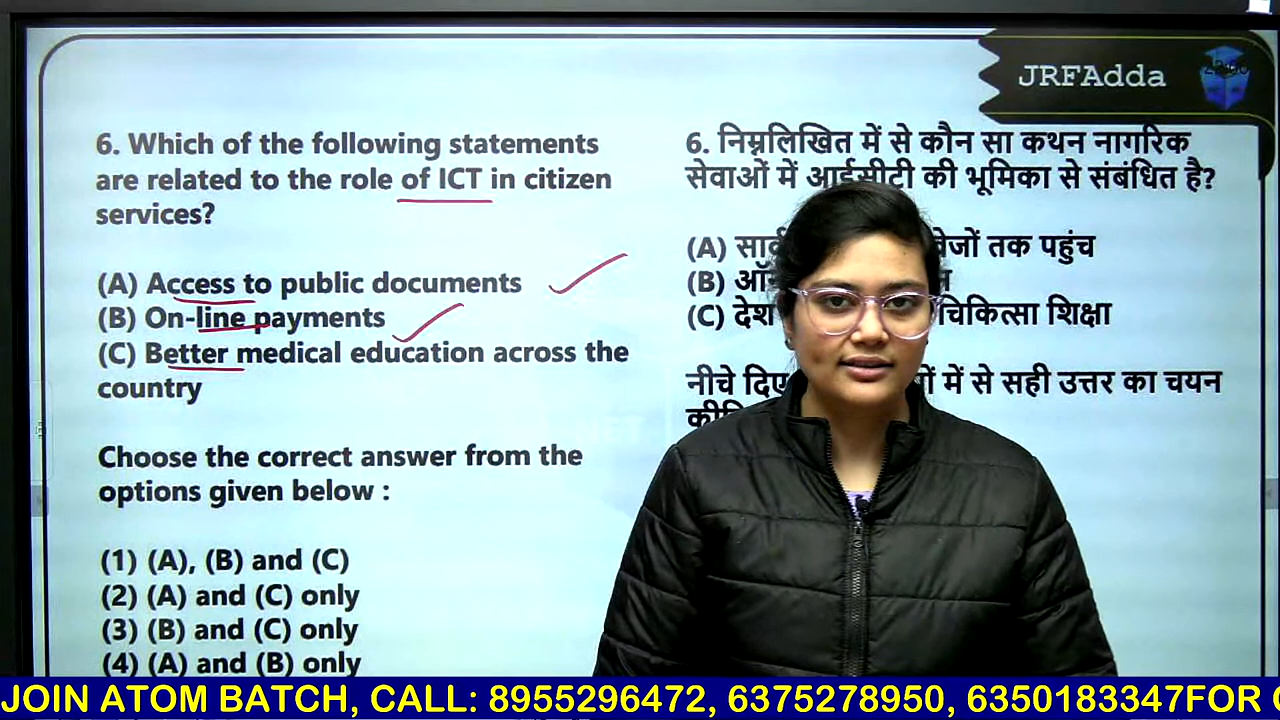 JRFAdda
6. Which of the following statements
are related to the role of ICT in citizen
services?
(A) Access to public documents
(B) On-line payments
(C) Better medical education across the
country
Choose the correct answer from the
options given below :
(1) (A), (B) and (C)
(2) (A) and (C) only
(3) (B) and (C) only
(4) (A) and (B) only
6. निम्नलिखित में से कौन सा कथन नागरिक
सेवाओं में आईसीटी की भूमिका से संबंधित है?
(A) तक पहुंच
(B)
(C) देश चिकित्सा शिक्षा
नीचे में से सही उत्तर का चयन
JOIN ATOM BATCH, CALL: 8955296472, 6375278950, 6350183347FOR